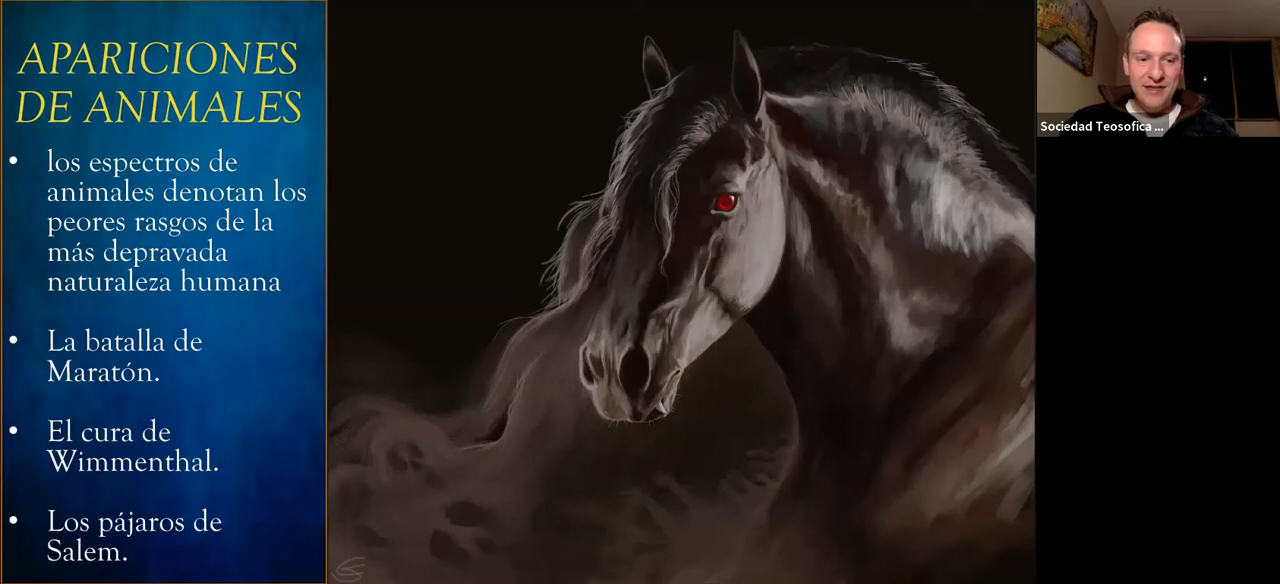 APARICIONES
DE ANIMALES
• los espectros de
animales denotan los
peores rasgos de la
más depravada
naturaleza humana
• La batalla de
Maratón.
• El cura de
Wimmenthal.
• Los pájaros de
Salem.
Sociedad Teosofica ...